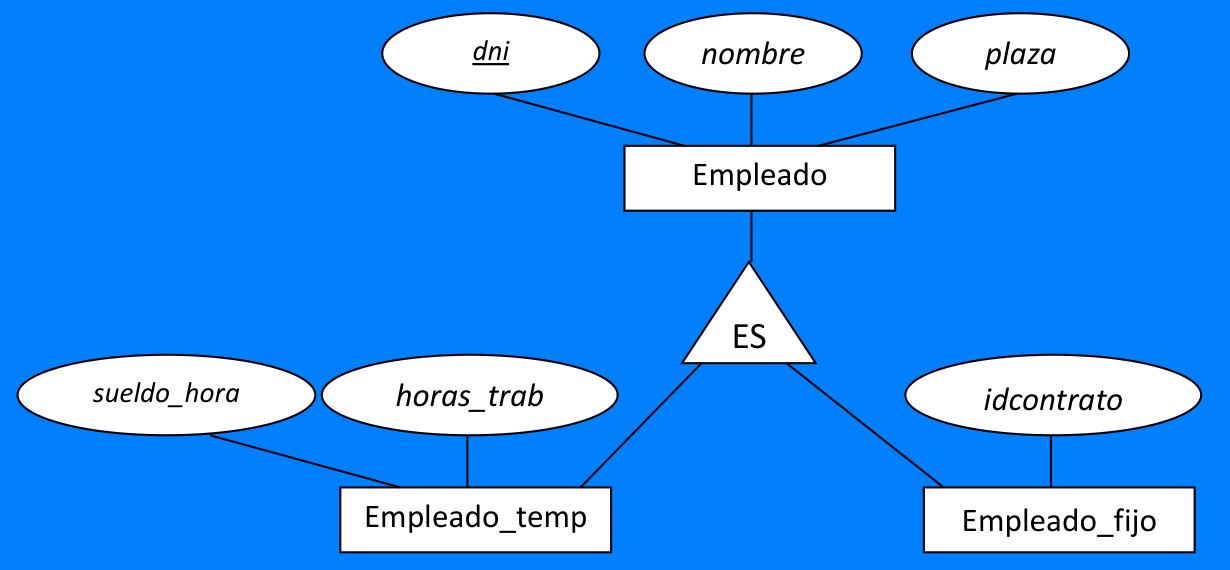 dni
nombre
plaza
Empleado
ES
sueldo_hora
horas_trab
idcontrato
Empleado_temp
Empleado_fijo